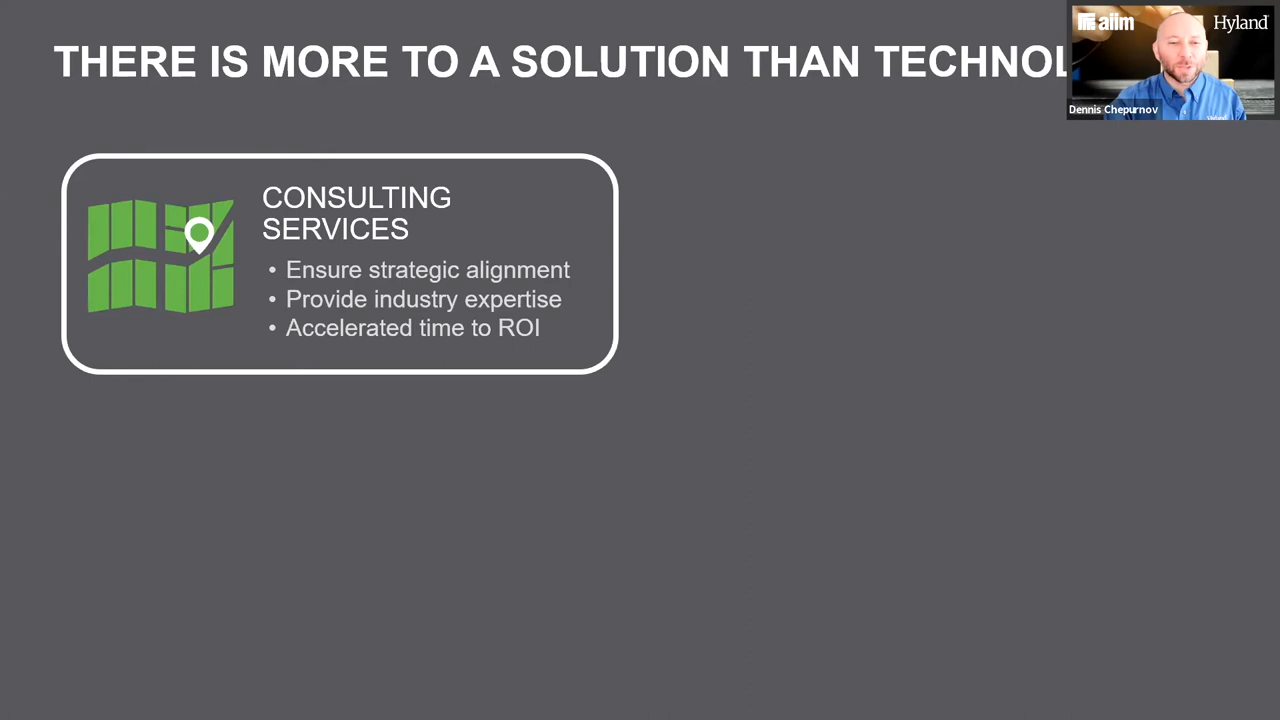 THERE IS MORE TO A SOLUTION THAN TECHNOL
aiim
Hyland
Dennis Chepurnov
CONSULTING
SERVICES
• Ensure strategic alignment
• Provide industry expertise
• Accelerated time to ROI